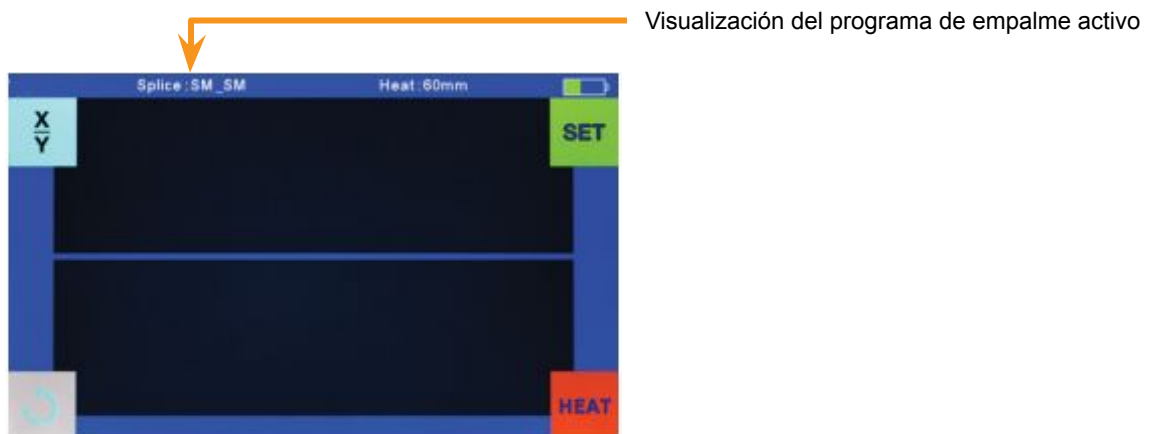 Visualización del programa de empalme activo
Splice:SM_SM Heat:60mm
X
Y
SET
HEAT